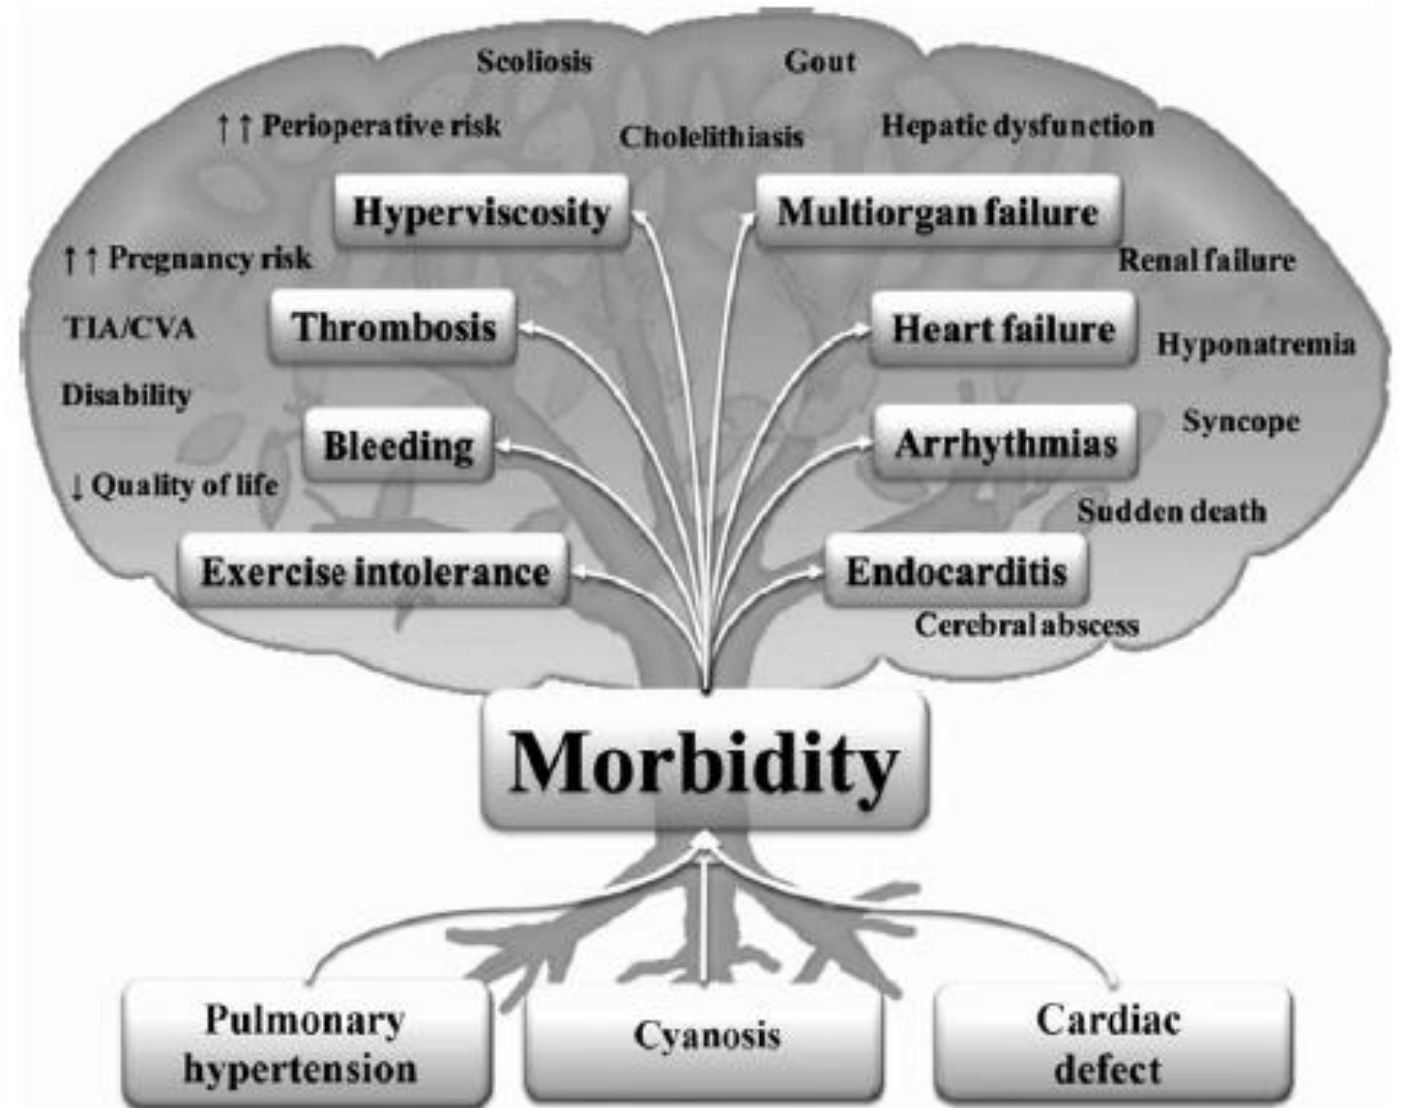 Scoliosis
Gout
↑↑ Perioperative risk
Cholelithiasis
Hepatic dysfunction
Hyperviscosity
Multiorgan failure
↑↑ Pregnancy risk
Renal failure
TIA/CVA
Thrombosis
Heart failure
Hyponatremia
Disability
Bleeding
Arrhythmias
Syncope
↓ Quality of life
Sudden death
Exercise intolerance
Endocarditis
Cerebral abscess
Morbidity
Pulmonary
hypertension
Cyanosis
Cardiac
defect